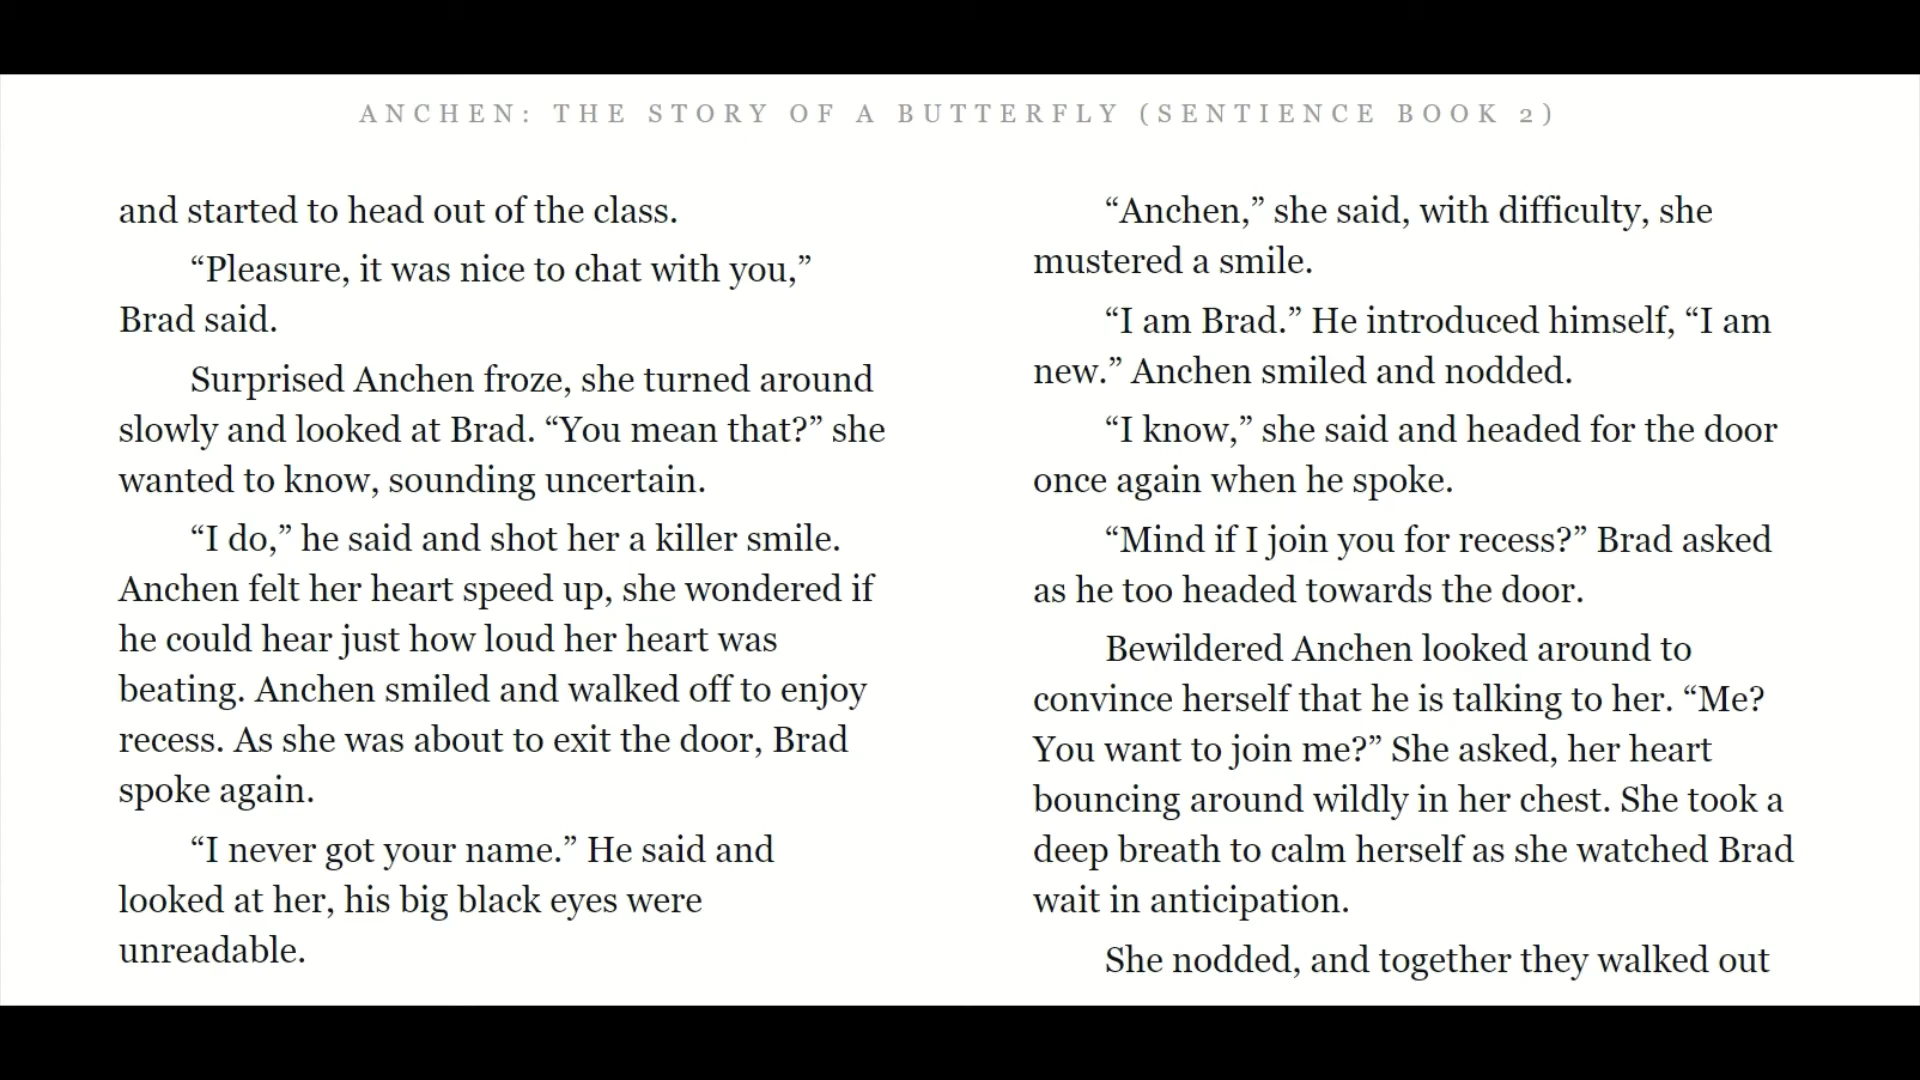 ANCHEN: THE STORY OF A BUTTERFLY (SENTIENCE BOOK 2)
and started to head out of the class.
“Pleasure, it was nice to chat with you,”
Brad said.
Surprised Anchen froze, she turned around
slowly and looked at Brad. “You mean that?” she
wanted to know, sounding uncertain.
“I do,” he said and shot her a killer smile.
Anchen felt her heart speed up, she wondered if
he could hear just how loud her heart was
beating. Anchen smiled and walked off to enjoy
recess. As she was about to exit the door, Brad
spoke again.
“I never got your name.” He said and
looked at her, his big black eyes were
unreadable.
“Anchen,” she said, with difficulty, she
mustered a smile.
“I am Brad.” He introduced himself, “I am
new.” Anchen smiled and nodded.
“I know,” she said and headed for the door
once again when he spoke.
“Mind if I join you for recess?” Brad asked
as he too headed towards the door.
Bewildered Anchen looked around to
convince herself that he is talking to her. “Me?
You want to join me?” She asked, her heart
bouncing around wildly in her chest. She took a
deep breath to calm herself as she watched Brad
wait in anticipation.
She nodded, and together they walked out